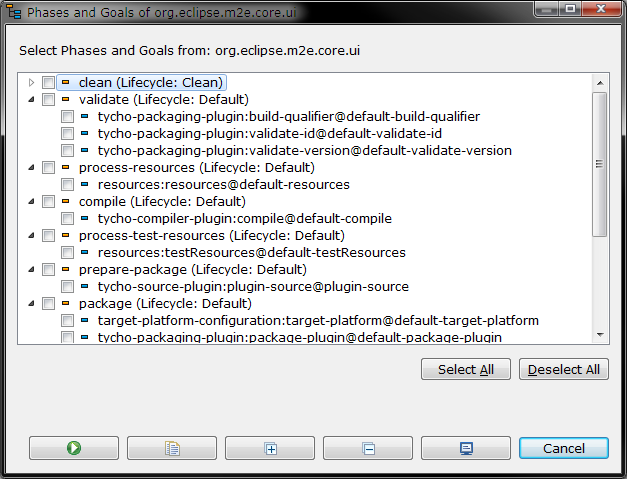 Phases and Goals of org.eclipse.m2e.core.ui
Select Phases and Goals from: org.eclipse.m2e.core.ui
clean (Lifecycle: Clean)
validate (Lifecycle: Default)
tycho-packaging-plugin:build-qualifier@default-build-qualifier
tycho-packaging-plugin:validate-id@default-validate-id
tycho-packaging-plugin:validate-version@default-validate-version
process-resources (Lifecycle: Default)
resources:resources@default-resources
compile (Lifecycle: Default)
tycho-compiler-plugin:compile@default-compile
process-test-resources (Lifecycle: Default)
resources:testResources@default-testResources
prepare-package (Lifecycle: Default)
tycho-source-plugin:plugin-source@plugin-source
package (Lifecycle: Default)
target-platform-configuration:target-platform@default-target-platform
tycho-packaging-plugin:package-plugin@default-package-plugin
Select All
Deselect All
Cancel